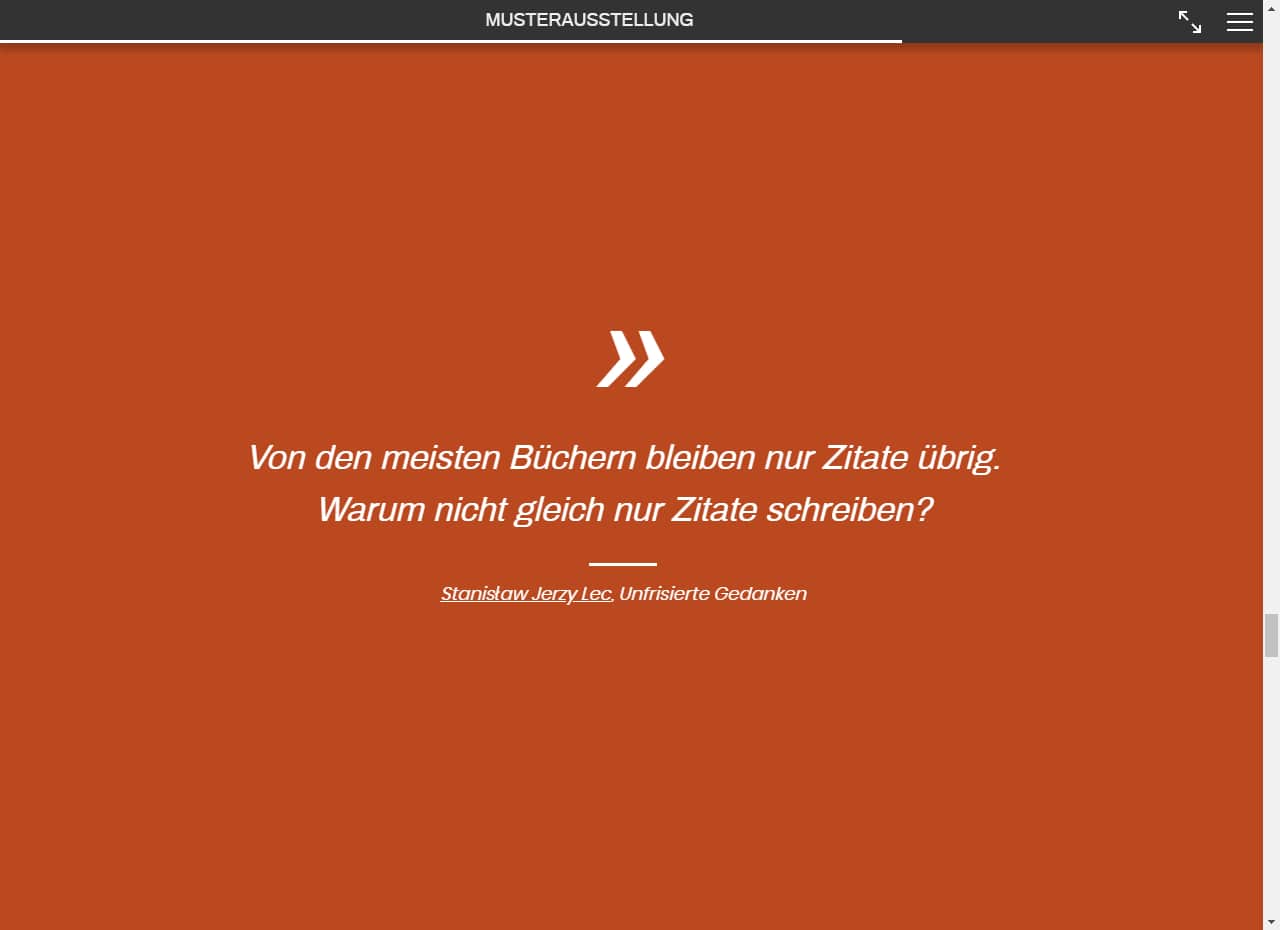 MUSTERAUSSTELLUNG
»
Von den meisten Büchern bleiben nur Zitate übrig.
Warum nicht gleich nur Zitate schreiben?
Stanisław Jerzy Lec, Unfrisierte Gedanken